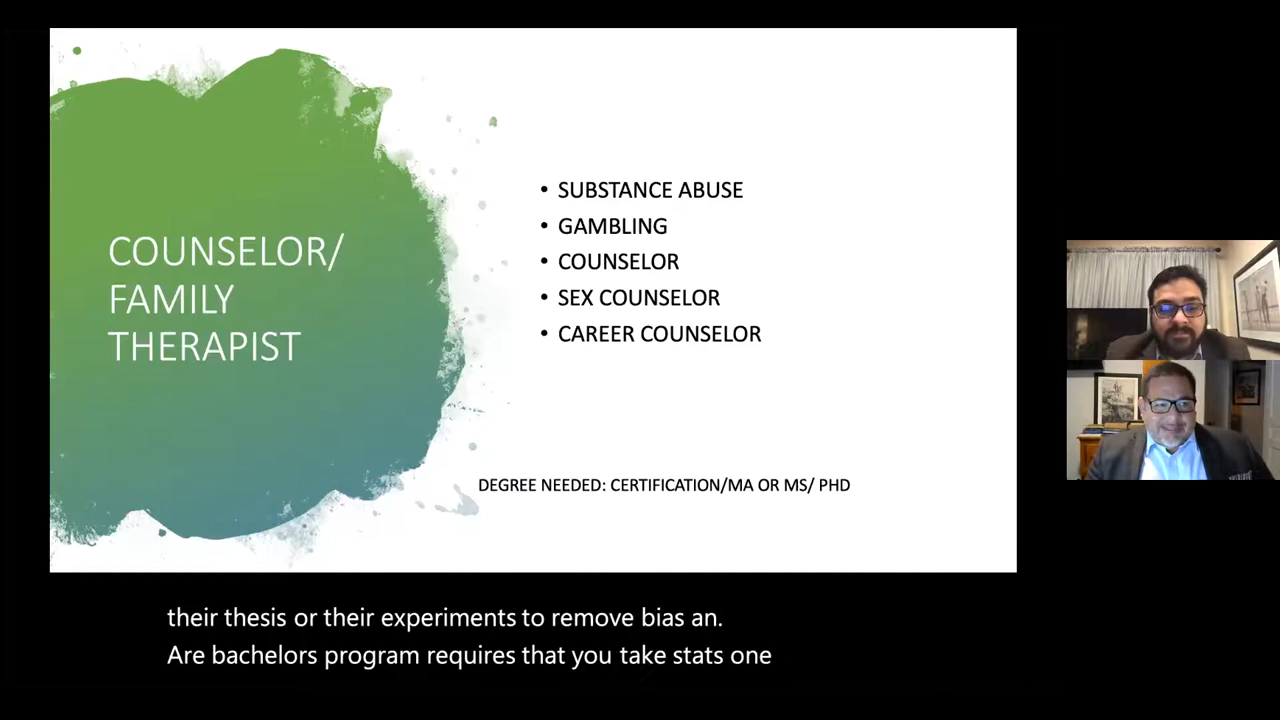 COUNSELOR/
FAMILY
THERAPIST
• SUBSTANCE ABUSE
• GAMBLING
• COUNSELOR
• SEX COUNSELOR
• CAREER COUNSELOR
DEGREE NEEDED: CERTIFICATION/MA OR MS/ PHD
their thesis or their experiments to remove bias an.
Are bachelors program requires that you take stats one